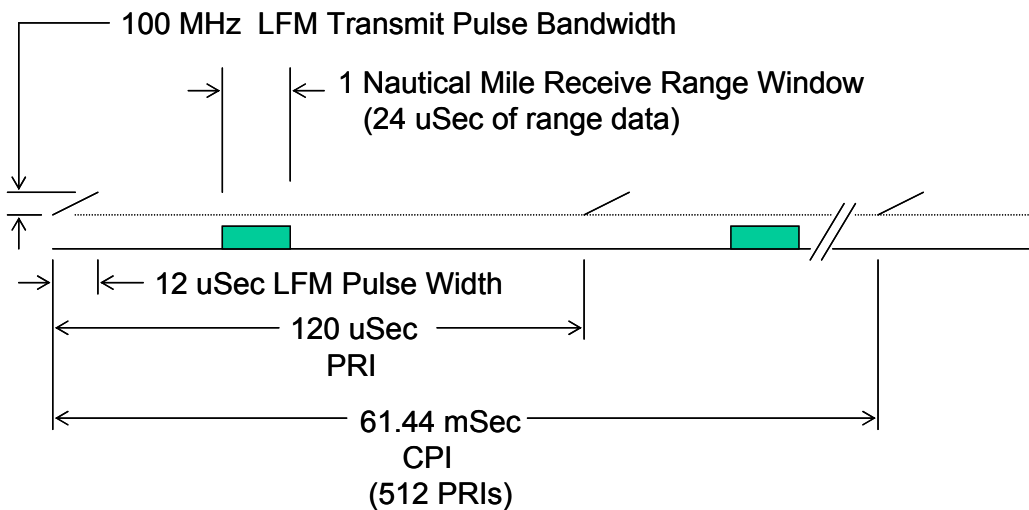 100 MHz  LFM Transmit Pulse Bandwidth
1 Nautical Mile Receive Range Window
(24 uSec of range data)
12 uSec LFM Pulse Width
120 uSec
PRI
61.44 mSec
CPI
(512 PRIs)